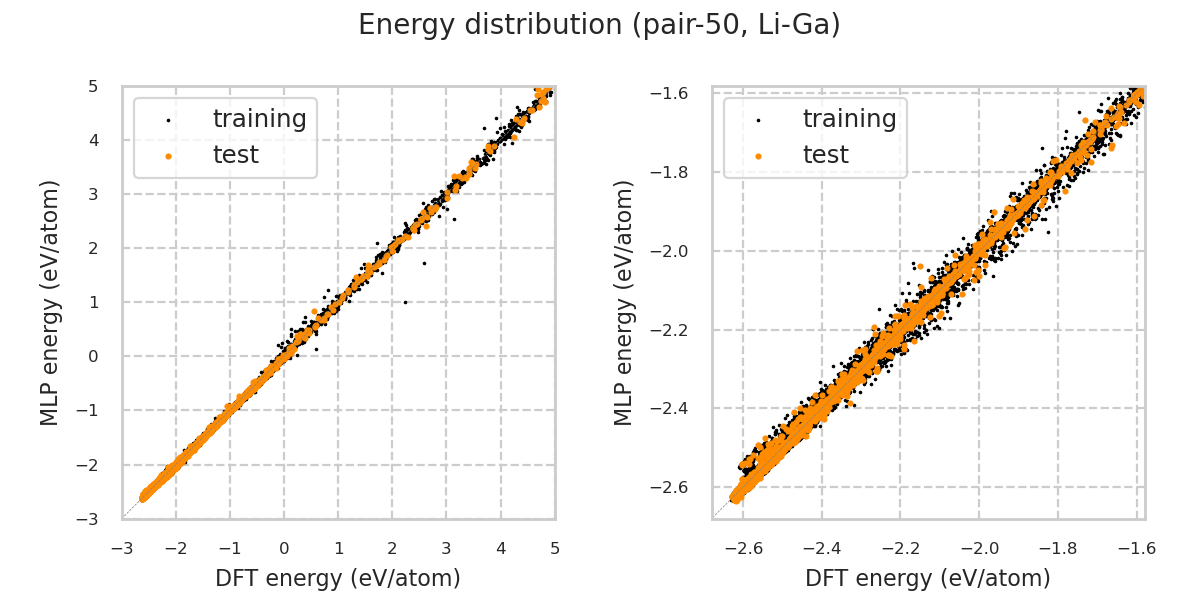 Energy distribution (pair-50, Li-Ga)
MLP energy (eV/atom)
5
4
3
2
1
0
−1
−2
−3
training
test
−3 −2 −1 0 1 2 3 4 5
DFT energy (eV/atom)
MLP energy (eV/atom)
−1.6
−1.8
−2.0
−2.2
−2.4
−2.6
training
test
−2.6 −2.4 −2.2 −2.0 −1.8 −1.6
DFT energy (eV/atom)